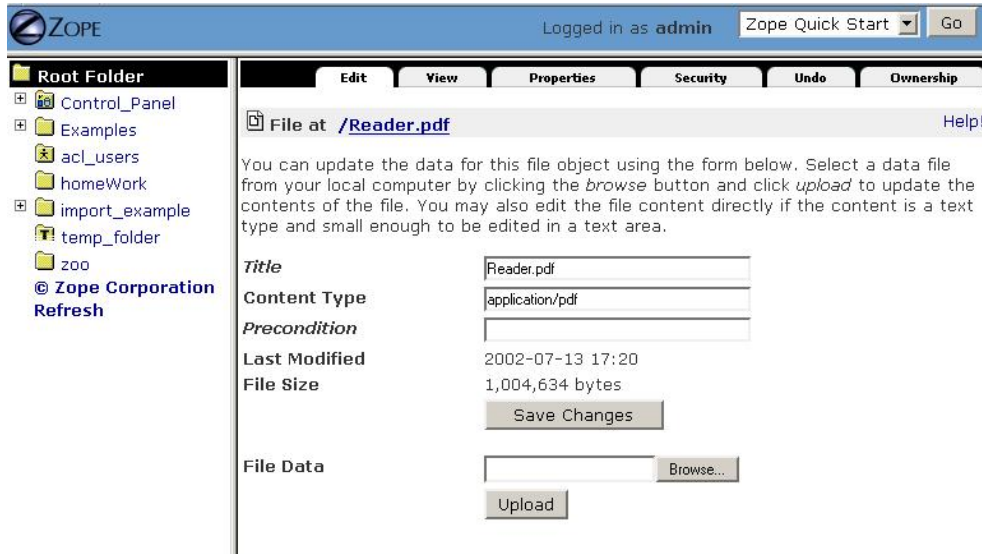 ZOPE
Logged in as admin
Zope Quick Start
Go
Root Folder
Control_Panel
Examples
acl_users
homeWork
import_example
temp_folder
zoo
© Zope Corporation
Refresh
Edit View Properties Security Undo Ownership
File at /Reader.pdf
Help!
You can update the data for this file object using the form below. Select a data file
from your local computer by clicking the browse button and click upload to update the
contents of the file. You may also edit the file content directly if the content is a text
type and small enough to be edited in a text area.
Title Reader.pdf
Content Type application/pdf
Precondition
Last Modified 2002-07-13 17:20
File Size 1,004,634 bytes
Save Changes
File Data Browse...
Upload